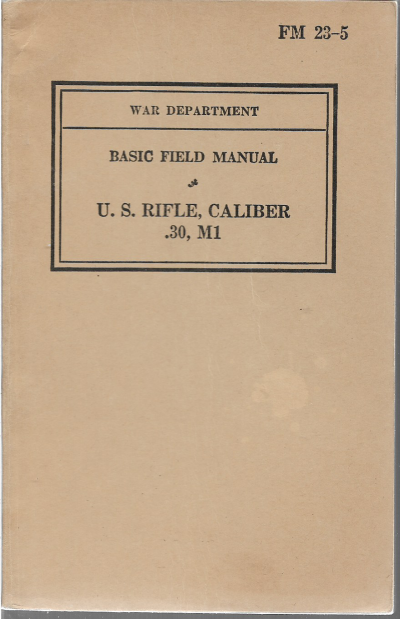 FM 23-5
WAR DEPARTMENT
BASIC FIELD MANUAL
U. S. RIFLE, CALIBER
.30, M1